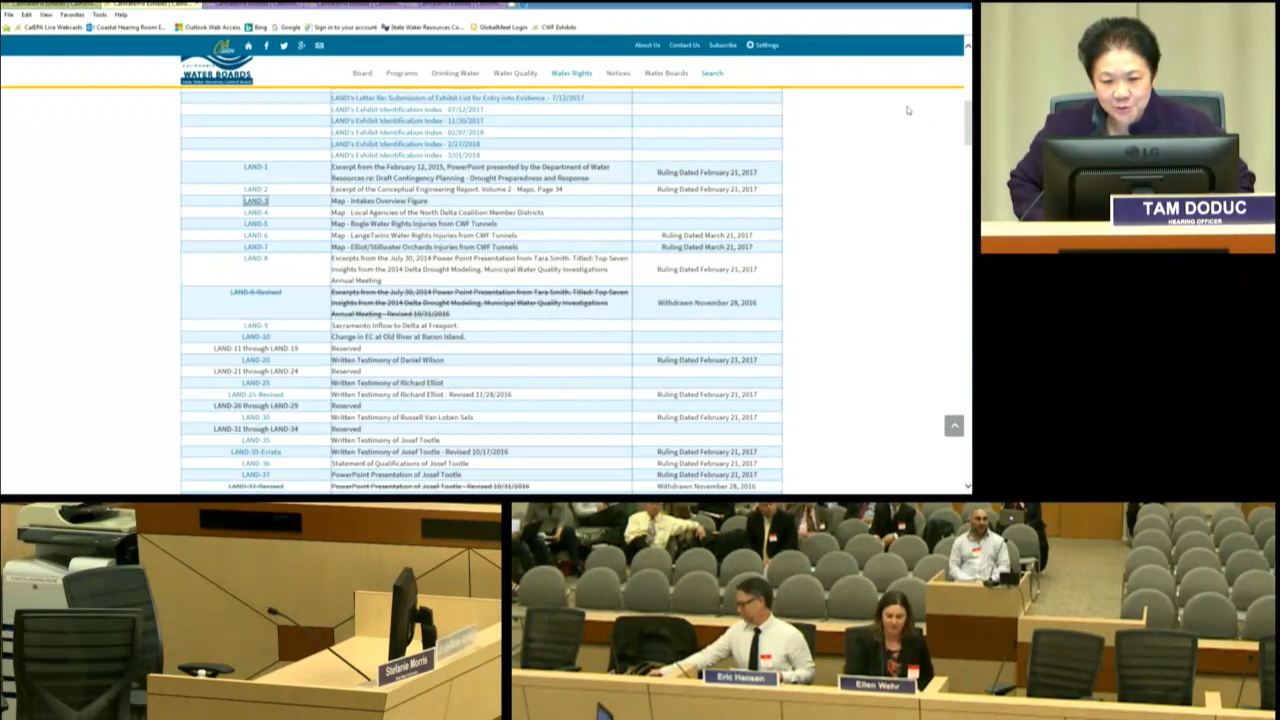 File Edit View Favorites Tools Help
CalEPA Live Webcasts Coastal Hearing Room E... Outlook Web Access Bing Google Sign in to your account State Water Resources Co... GlobalMeet Login CWF Exhibits
CA GOV
About Us Contact Us Subscribe Settings
CALIFORNIA
WATER BOARDS
Board Programs Drinking Water Water Quality Water Rights Notices Water Boards Search
LAND's Letter Re: Submission of Exhibit List for Entry into Evidence - 7/12/2017
LAND's Exhibit Identification Index - 07/12/2017
LAND's Exhibit Identification Index - 11/30/2017
LAND's Exhibit Identification Index - 02/07/2018
LAND's Exhibit Identification Index - 2/27/2018
LAND's Exhibit Identification Index - 3/01/2018
LAND-1 Excerpt from the February 12, 2015, PowerPoint presented by the Department of Water Resources re: Draft Contingency Planning - Drought Preparedness and Response Ruling Dated February 21, 2017
LAND-2 Excerpt of the Conceptual Engineering Report. Volume 2 - Maps. Page 34 Ruling Dated February 21, 2017
LAND-3 Map - Intakes Overview Figure
LAND-4 Map - Local Agencies of the North Delta Coalition Member Districts
LAND-5 Map - Bogle Water Rights Injuries from CWF Tunnels
LAND-6 Map - LangeTwins Water Rights Injuries from CWF Tunnels Ruling Dated March 21, 2017
LAND-7 Map - Elliot/Stillwater Orchards Injuries from CWF Tunnels Ruling Dated March 21, 2017
LAND-8 Excerpts from the July 30, 2014 Power Point Presentation from Tara Smith. Titled: Top Seven Insights from the 2014 Delta Drought Modeling. Municipal Water Quality Investigations Annual Meeting Ruling Dated February 21, 2017
LAND-8-Revised Excerpts from the July 30, 2014 Power Point Presentation from Tara Smith. Titled: Top Seven Insights from the 2014 Delta Drought Modeling. Municipal Water Quality Investigations Annual Meeting - Revised 10/31/2016 Withdrawn November 28, 2016
LAND-9 Sacramento Inflow to Delta at Freeport.
LAND-10 Change in EC at Old River at Bacon Island.
LAND-11 through LAND-19 Reserved
LAND-20 Written Testimony of Daniel Wilson Ruling Dated February 21, 2017
LAND-21 through LAND-24 Reserved
LAND-25 Written Testimony of Richard Elliot
LAND-25-Revised Written Testimony of Richard Elliot - Revised 11/28/2016 Ruling Dated February 21, 2017
LAND-26 through LAND-29 Reserved
LAND-30 Written Testimony of Russell Van Loben Sels Ruling Dated February 21, 2017
LAND-31 through LAND-34 Reserved
LAND-35 Written Testimony of Josef Tootle
LAND-35-Errata Written Testimony of Josef Tootle - Revised 10/17/2016 Ruling Dated February 21, 2017
LAND-36 Statement of Qualifications of Josef Tootle Ruling Dated February 21, 2017
LAND-37 PowerPoint Presentation of Josef Tootle Ruling Dated February 21, 2017
LAND-37-Revised PowerPoint Presentation of Josef Tootle - Revised 10/31/2016 Withdrawn November 28, 2016
LG
TAM DODUC
HEARING OFFICER
Stefanie Morris
Eric Hansen
Ellen Wehr